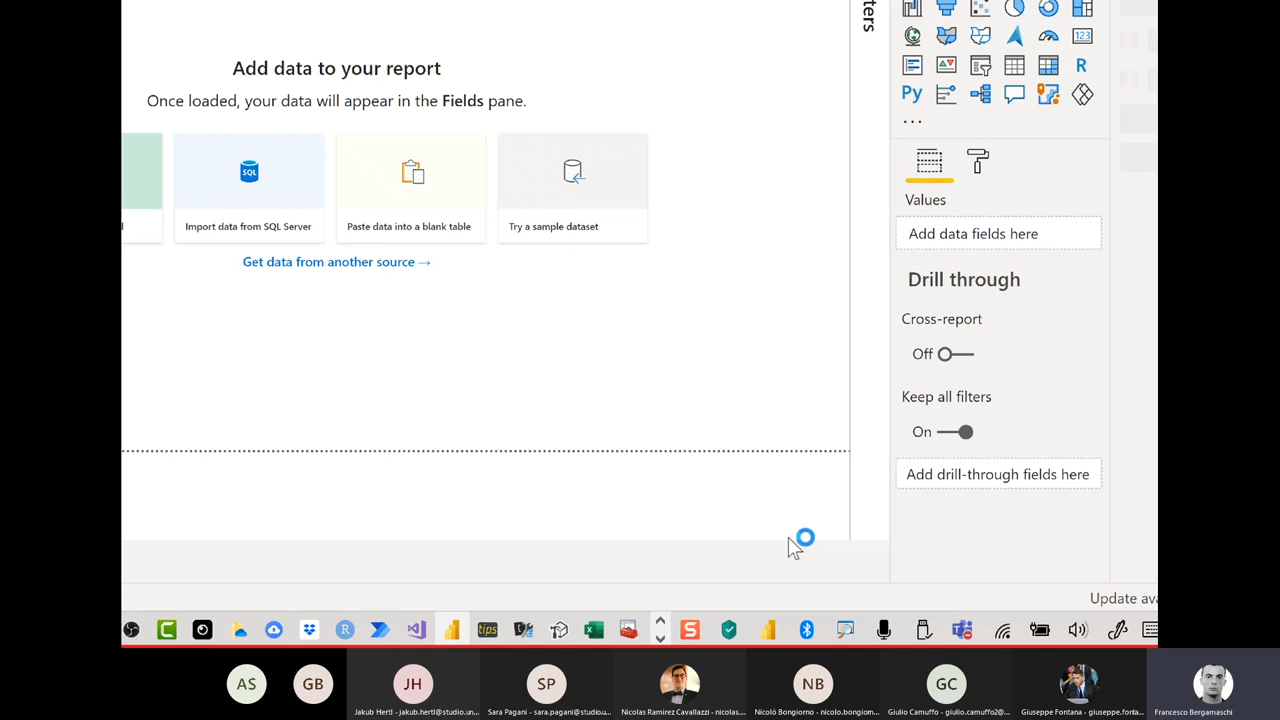 ters
Add data to your report
Once loaded, your data will appear in the Fields pane.
SQL
l
Import data from SQL Server
Paste data into a blank table
Try a sample dataset
Get data from another source →
123
R
Py
...
Values
Add data fields here
Drill through
Cross-report
Off
Keep all filters
On
Add drill-through fields here
Update ava
C
R
tips
S
AS
GB
JH
SP
NB
GC
Jakub Hertl - jakub.hertl@studio.un...
Sara Pagani - sara.pagani@studio.u...
Nicolas Ramirez Cavallazzi - nicolas....
Nicolò Bongiorno - nicolo.bongiorn...
Giulio Camuffo - giulio.camuffo2@...
Giuseppe Fontana - giuseppe.fonta...
Francesco Bergamaschi